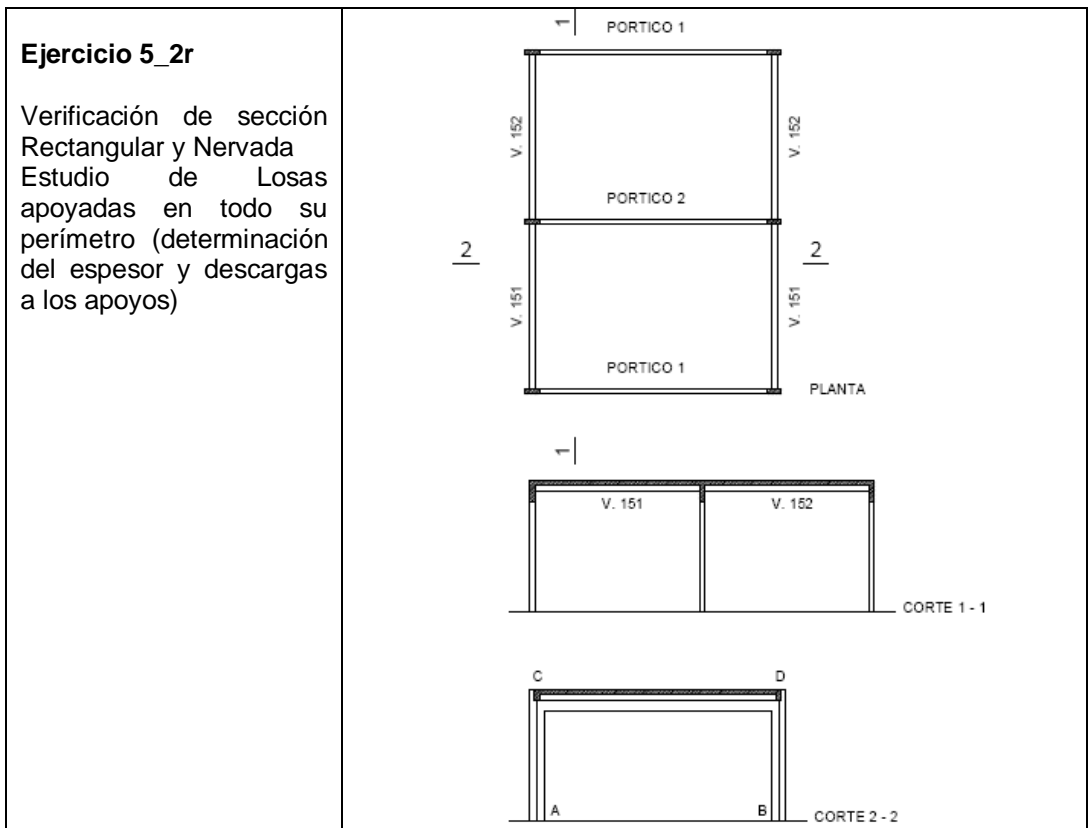 Ejercicio 5_2r
Verificación de sección
Rectangular y Nervada
Estudio de Losas
apoyadas en todo su
perímetro (determinación
del espesor y descargas
a los apoyos)
1
PORTICO 1
V. 152
V. 152
PORTICO 2
2
2
V. 151
V. 151
PORTICO 1
PLANTA
1
V. 151
V. 152
CORTE 1 - 1
C
D
A
B
CORTE 2 - 2